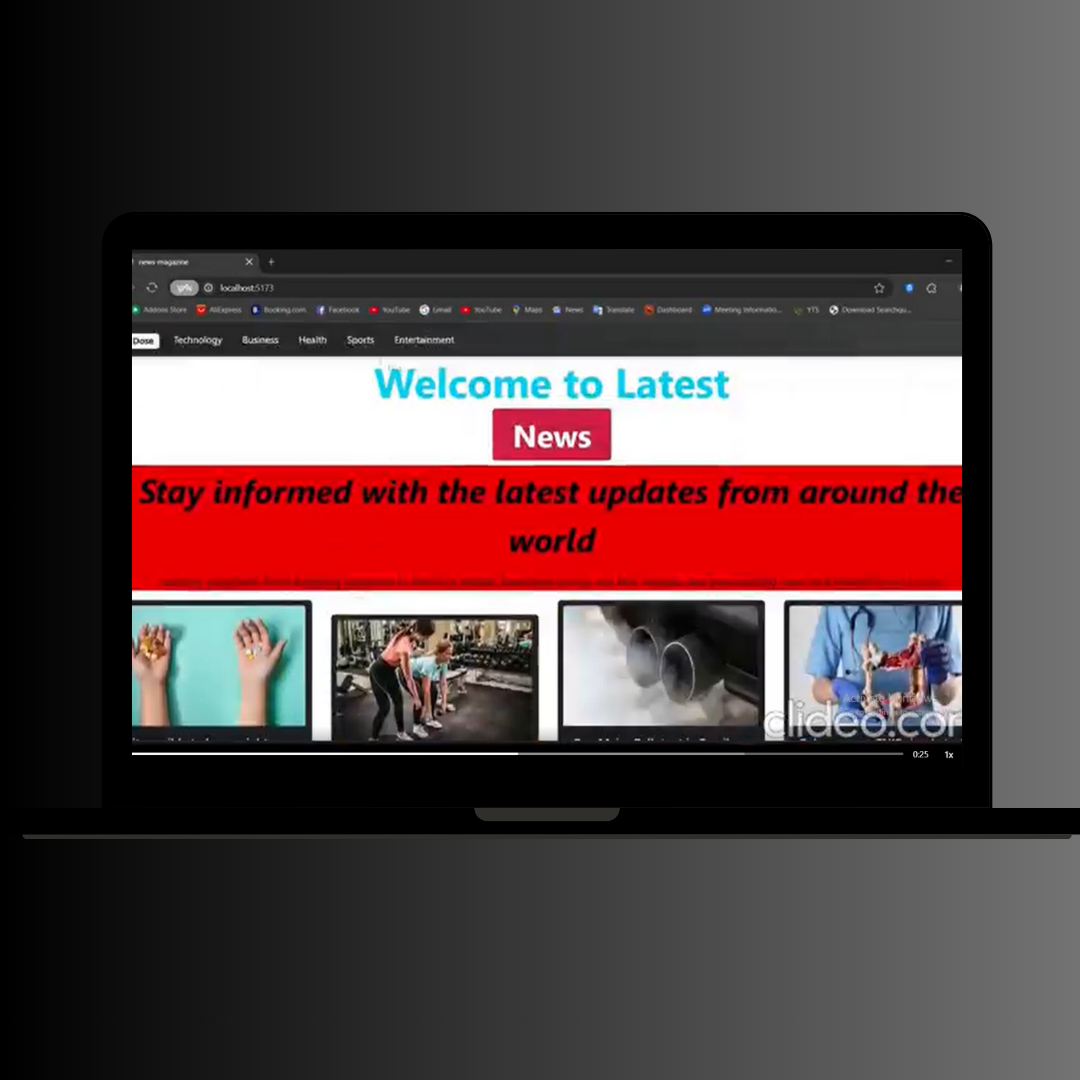 news magazine
localhost:5173
Addons Store AliExpress Booking.com Facebook YouTube Gmail YouTube Maps News Translate Dashboard Meeting Informatio... YTS Download Searchqu...
Dose Technology Business Health Sports Entertainment
Welcome to Latest
News
Stay informed with the latest updates from around the
world
clideo.con
0:25 1x